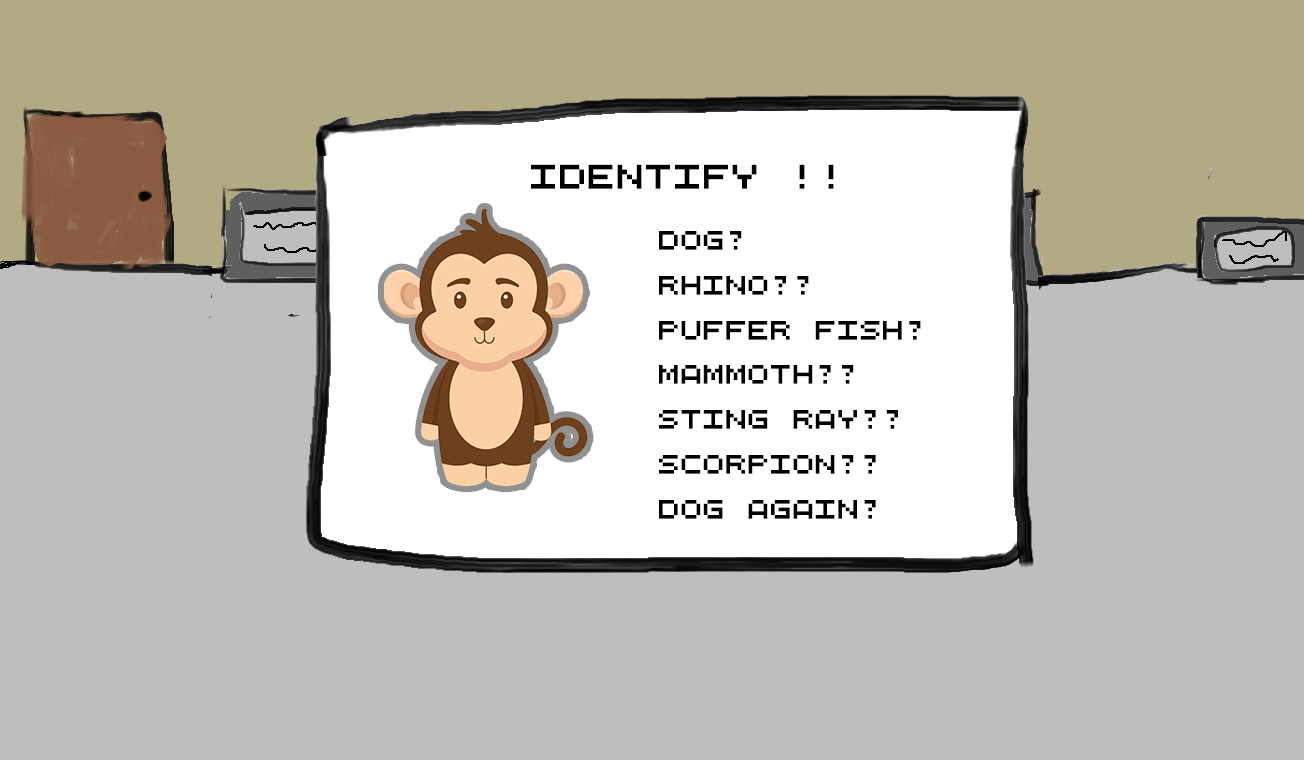 IDENTIFY !!
DOG?
RHINO??
PUFFER FISH?
MAMMOTH??
STING RAY??
SCORPION??
DOG AGAIN?